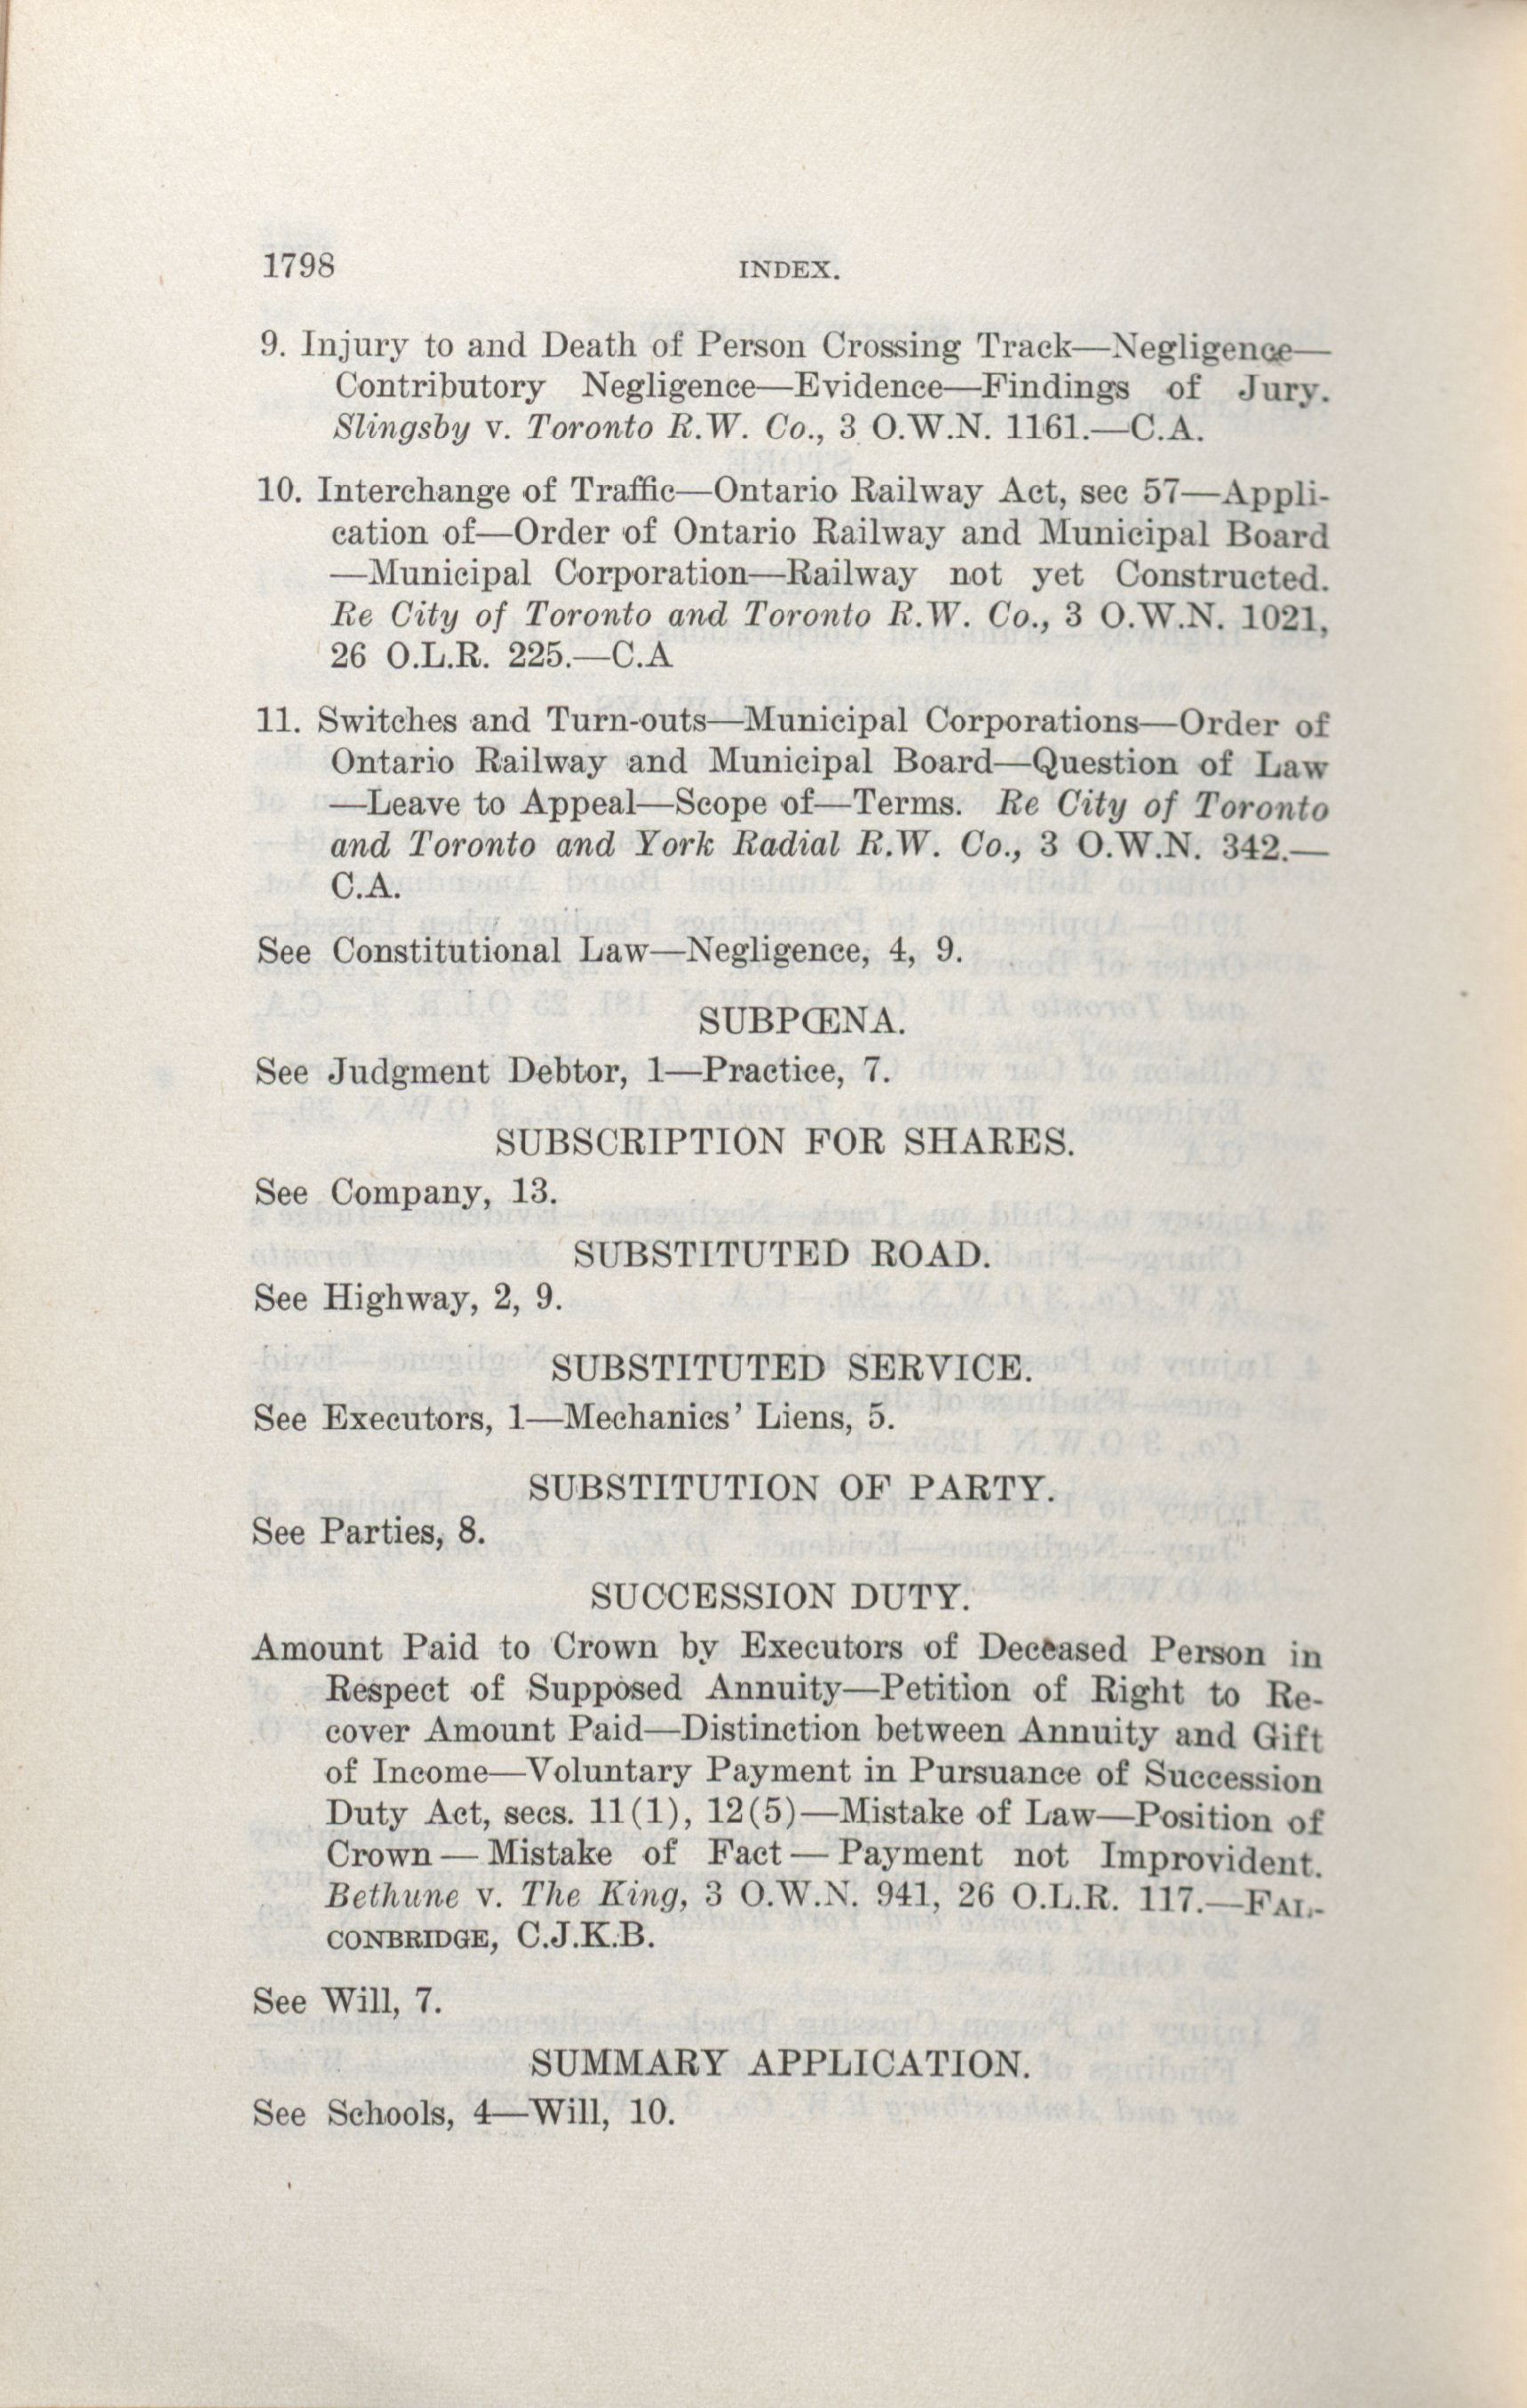 1798 INDEX.
9. Injury to and Death of Person Crossing Track—Negligence—
Contributory Negligence—Evidence—Findings of Jury.
Slingsby v. Toronto R.W. Co., 3 O.W.N. 1161.—C.A.
10. Interchange of Traffic—Ontario Railway Act, sec 57—Appli-
cation of—Order of Ontario Railway and Municipal Board
—Municipal Corporation—Railway not yet Constructed.
Re City of Toronto and Toronto R.W. Co., 3 O.W.N. 1021,
26 O.L.R. 225.—C.A
11. Switches and Turn-outs—Municipal Corporations—Order of
Ontario Railway and Municipal Board—Question of Law
—Leave to Appeal—Scope of—Terms. Re City of Toronto
and Toronto and York Radial R.W. Co., 3 O.W.N. 342.—
C.A.
See Constitutional Law—Negligence, 4, 9.
SUBPŒNA.
See Judgment Debtor, 1—Practice, 7.
SUBSCRIPTION FOR SHARES.
See Company, 13.
SUBSTITUTED ROAD.
See Highway, 2, 9.
SUBSTITUTED SERVICE.
See Executors, 1—Mechanics' Liens, 5.
SUBSTITUTION OF PARTY.
See Parties, 8.
SUCCESSION DUTY.
Amount Paid to Crown by Executors of Deceased Person in
Respect of Supposed Annuity—Petition of Right to Re-
cover Amount Paid—Distinction between Annuity and Gift
of Income—Voluntary Payment in Pursuance of Succession
Duty Act, secs. 11(1), 12(5)—Mistake of Law—Position of
Crown—Mistake of Fact—Payment not Improvident.
Bethune v. The King, 3 O.W.N. 941, 26 O.L.R. 117.—FAL-
CONBRIDGE, C.J.K.B.
See Will, 7.
SUMMARY APPLICATION.
See Schools, 4—Will, 10.